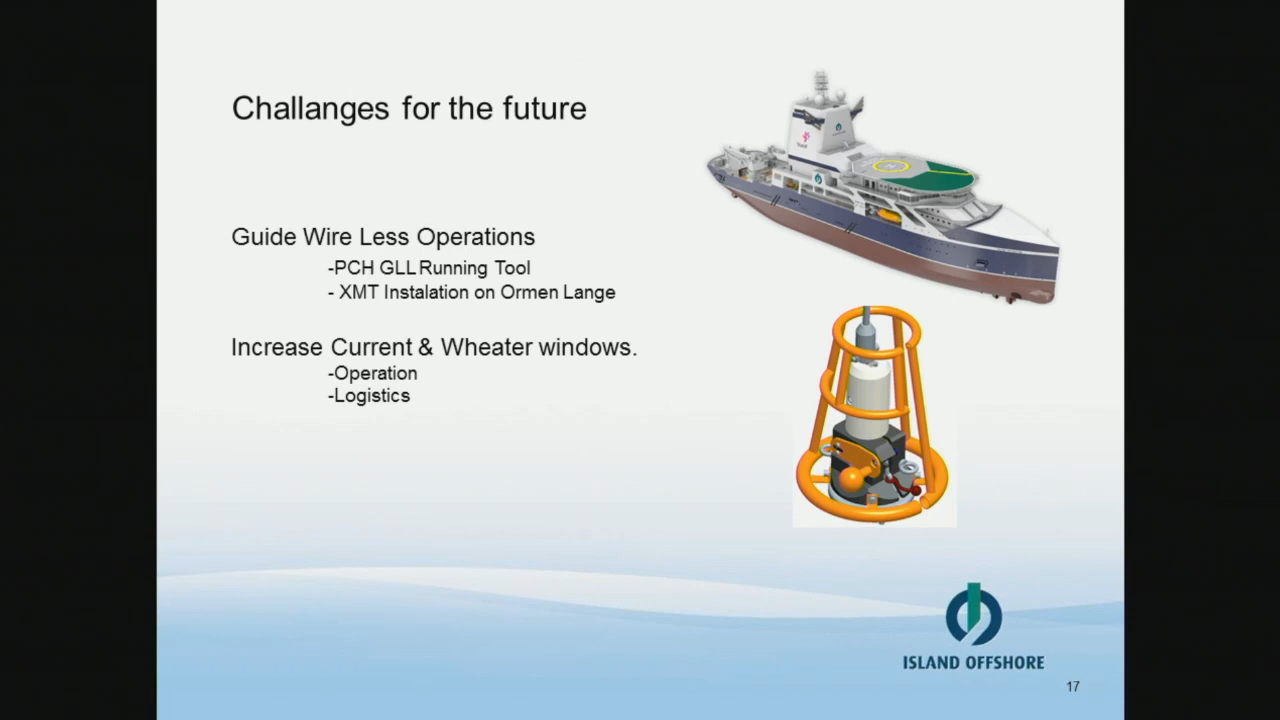 Challanges for the future
Guide Wire Less Operations
-PCH GLL Running Tool
- XMT Instalation on Ormen Lange
Increase Current & Wheater windows.
-Operation
-Logistics
ISLAND OFFSHORE
17